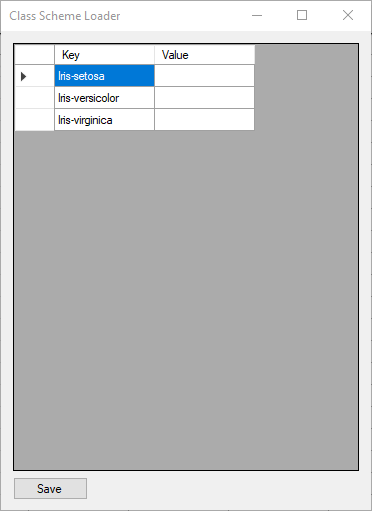 Class Scheme Loader
Key Value
Iris-setosa
Iris-versicolor
Iris-virginica
Save